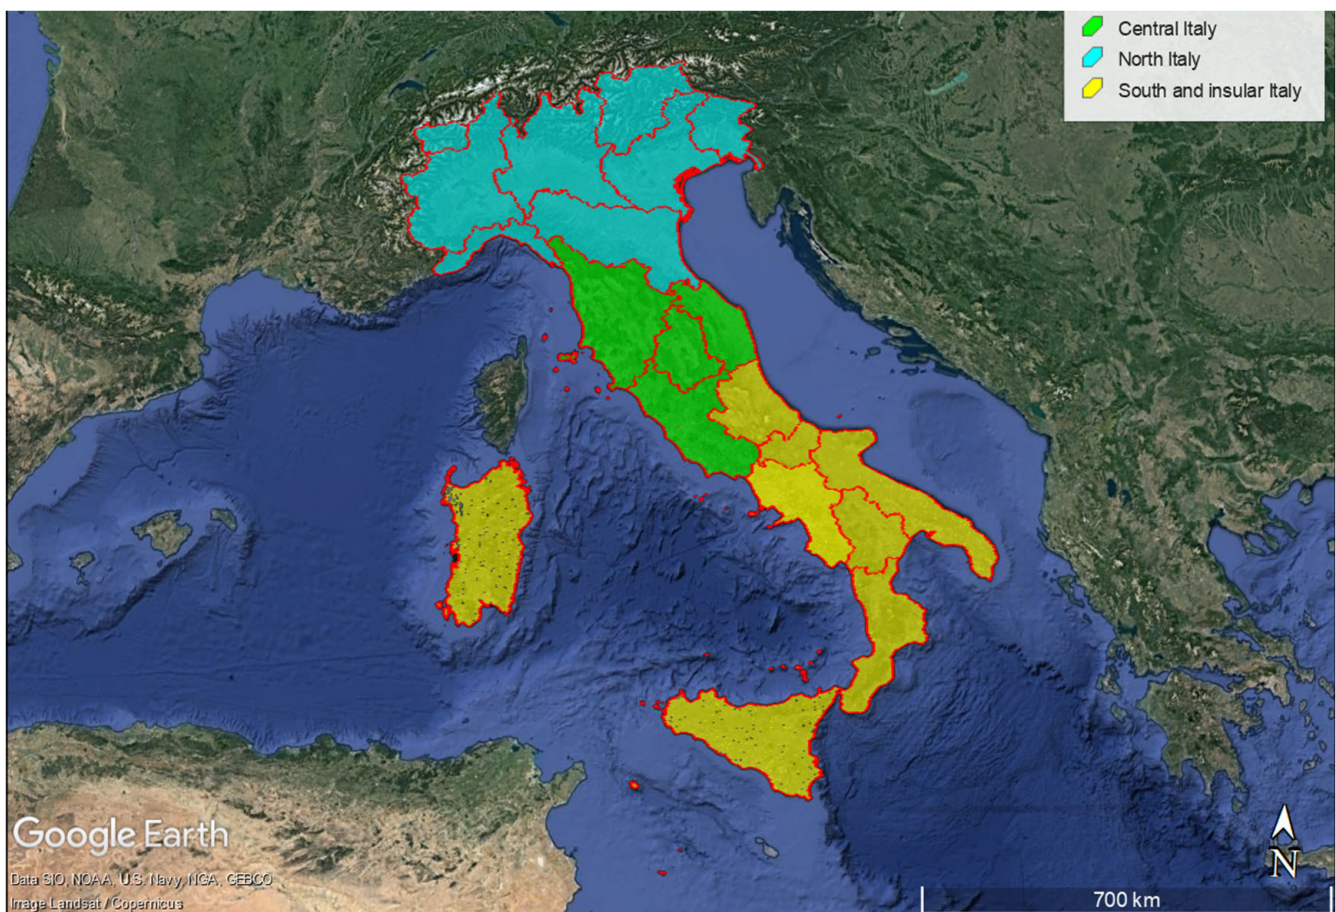 Central Italy
North Italy
South and insular Italy
Google Earth
Data SIO, NOAA, U.S. Navy, NGA, GEBCO
Image Landsat / Copernicus
N
700 km